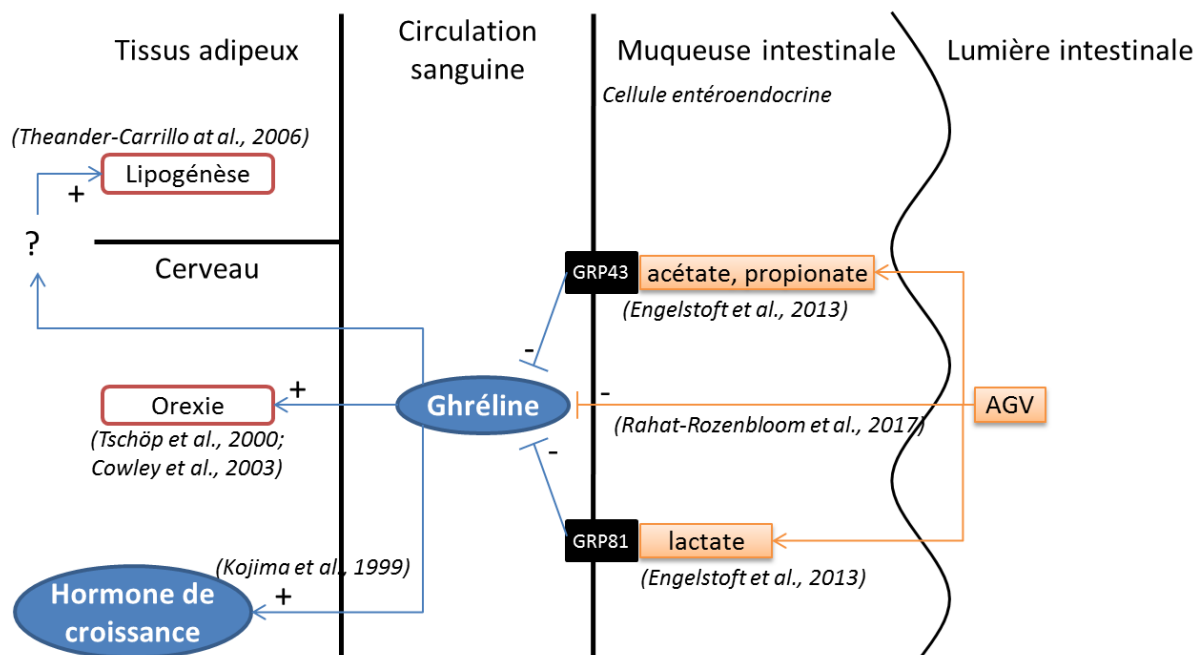 Tissus adipeux
Circulation
sanguine
Muqueuse intestinale
Lumière intestinale
Cellule entéroendocrine
(Theander-Carrillo at al., 2006)
Lipogénèse
+
?
Cerveau
GRP43
acétate, propionate
(Engelstoft et al., 2013)
-
+
-
Orexie
Ghréline
AGV
(Rahat-Rozenbloom et al., 2017)
(Tschöp et al., 2000;
Cowley et al., 2003)
-
GRP81
lactate
(Kojima et al., 1999)
(Engelstoft et al., 2013)
Hormone de
croissance
+